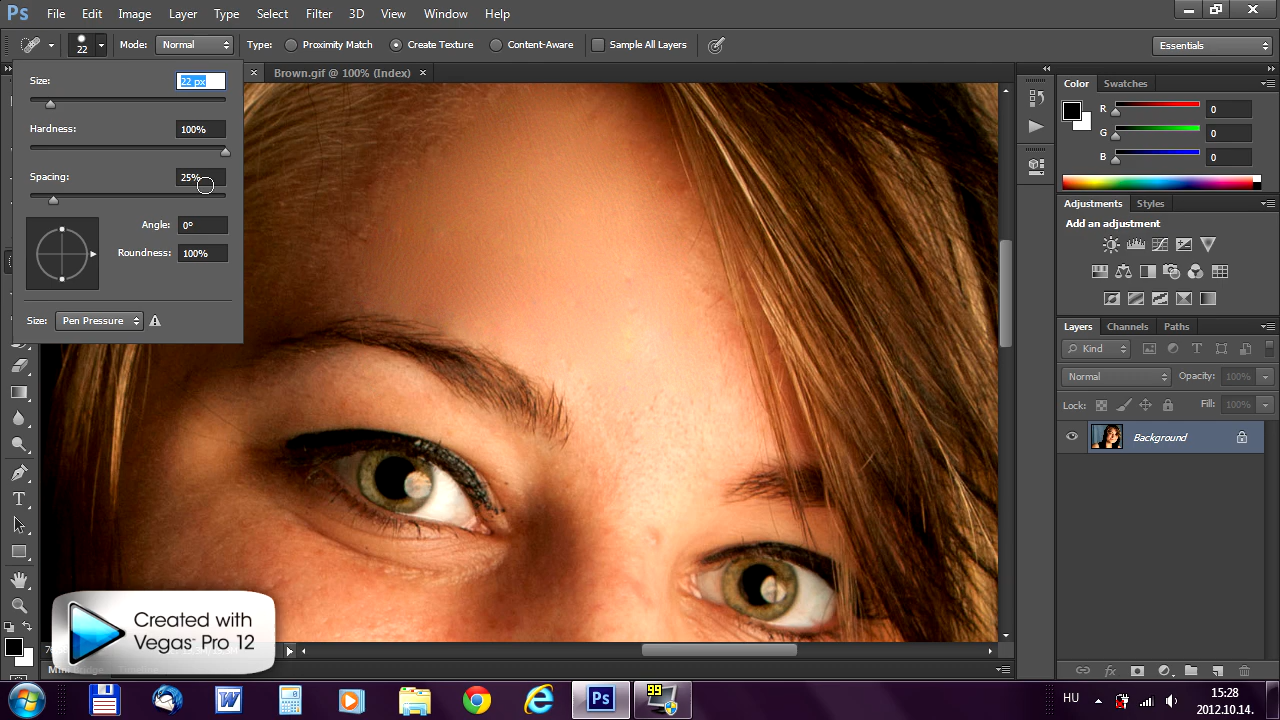 Ps File Edit Image Layer Type Select Filter 3D View Window Help
22 Mode: Normal Type: Proximity Match Create Texture Content-Aware Sample All Layers Essentials
Brown.gif @ 100% (Index)
Size: 22 px
Hardness: 100%
Spacing: 25%
Angle: 0°
Roundness: 100%
Size: Pen Pressure
Color Swatches
R 0
G 0
B 0
Adjustments Styles
Add an adjustment
Layers Channels Paths
Kind
Normal Opacity: 100%
Lock: Fill: 100%
Background
Created with
Vegas™ Pro 12
Timeline
99
HU
15:28
2012.10.14.